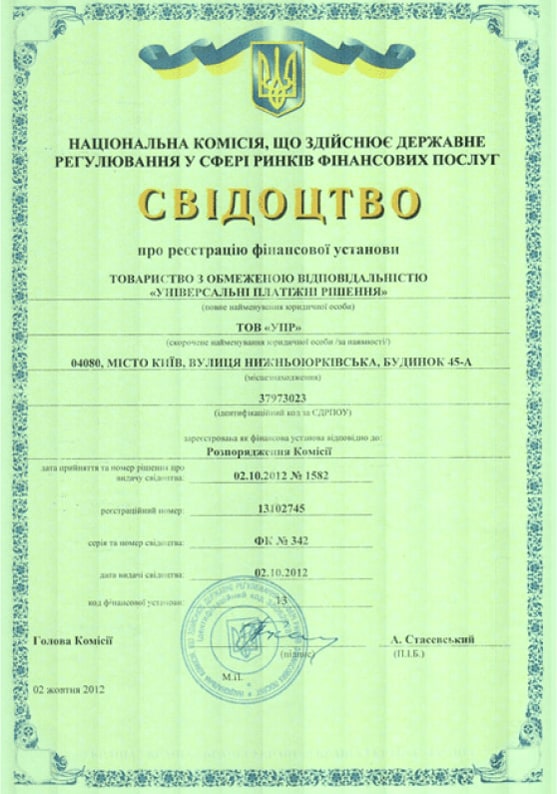 НАЦІОНАЛЬНА КОМІСІЯ, ЩО ЗДІЙСНЮЄ ДЕРЖАВНЕ
РЕГУЛЮВАННЯ У СФЕРІ РИНКІВ ФІНАНСОВИХ ПОСЛУГ
СВІДОЦТВО
про реєстрацію фінансової установи
ТОВАРИСТВО З ОБМЕЖЕНОЮ ВІДПОВІДАЛЬНІСТЮ
«УНІВЕРСАЛЬНІ ПЛАТІЖНІ РІШЕННЯ»
(повне найменування юридичної особи)
ТОВ «УПР»
(скорочене найменування юридичної особи /за наявності/)
04080, МІСТО КИЇВ, ВУЛИЦЯ НИЖНЬОЮРКІВСЬКА, БУДИНОК 45-А
(місцезнаходження)
37973023
(ідентифікаційний код за ЄДРПОУ)
зареєстрована як фінансова установа відповідно до:
Розпорядження Комісії
дата прийняття та номер рішення про
видачу свідоцтва: 02.10.2012 № 1582
реєстраційний номер: 13102745
серія та номер свідоцтва: ФК № 342
дата видачі свідоцтва: 02.10.2012
код фінансової установи: 13
Голова Комісії А. Стасевський
(підпис) (П.І.Б.)
М.П.
02 жовтня 2012